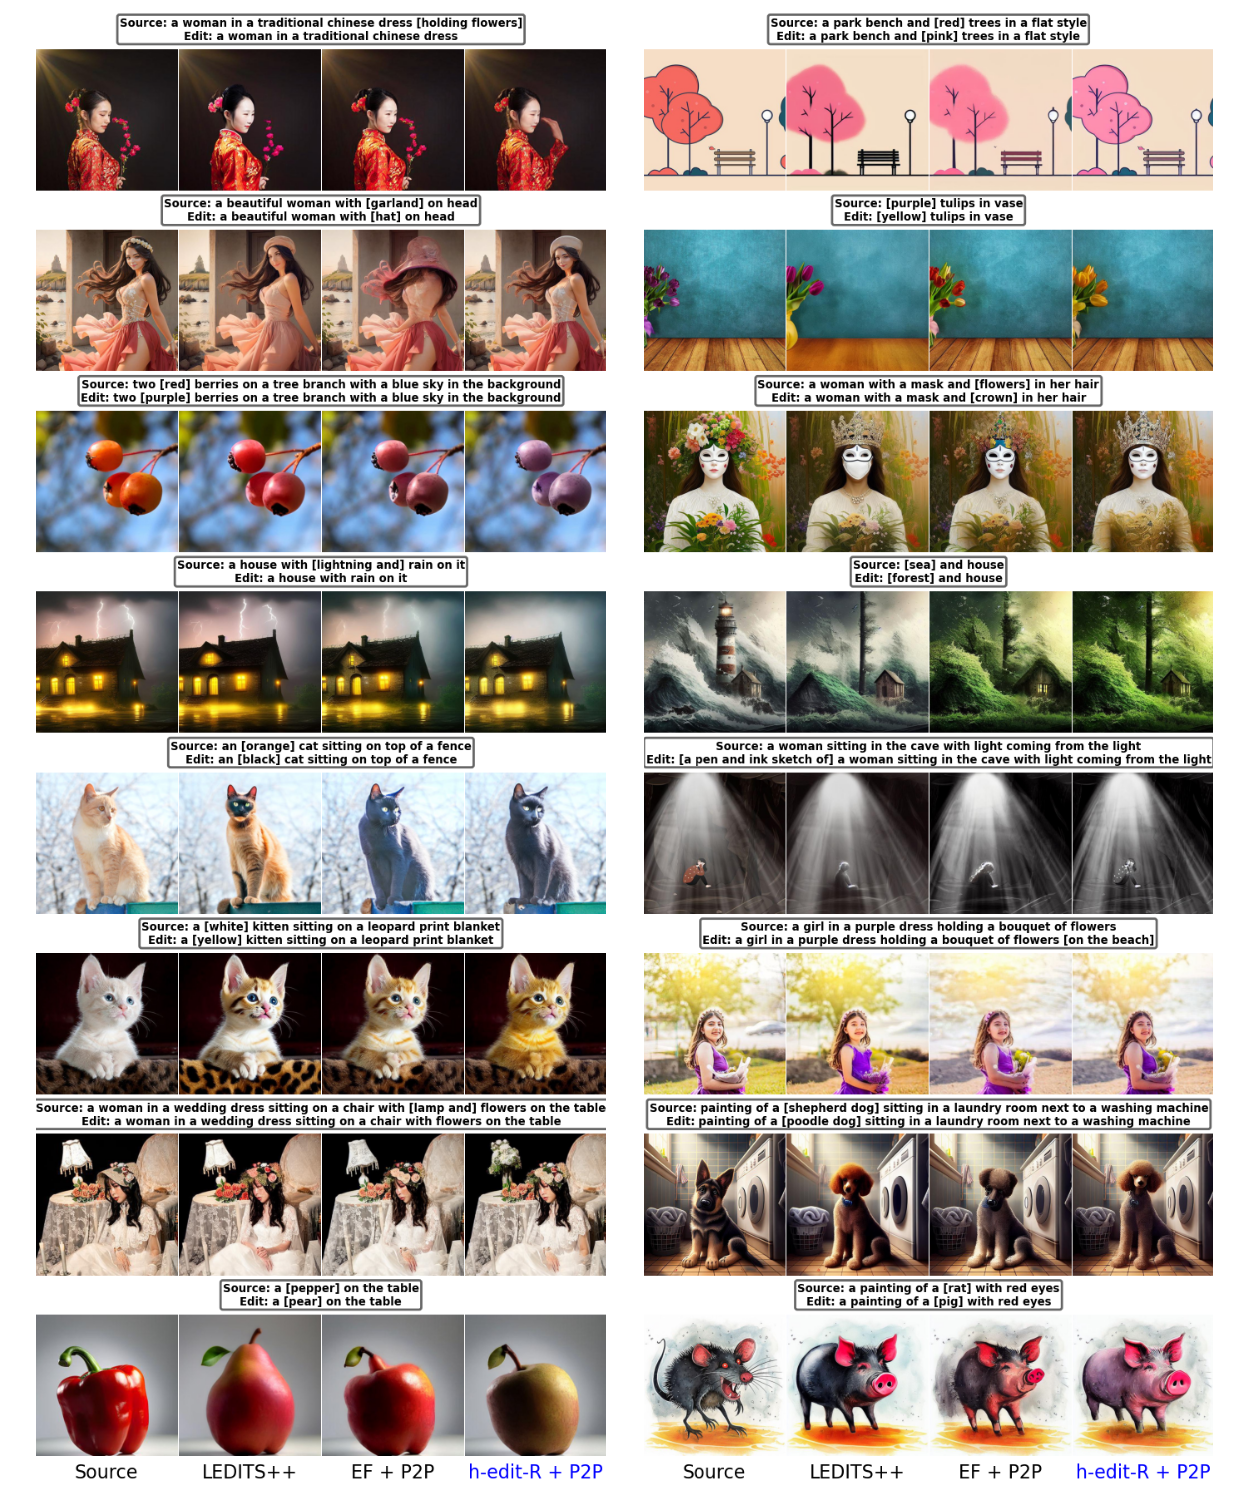 Source: a woman in a traditional chinese dress [holding flowers]
Edit: a woman in a traditional chinese dress
Source: a park bench and [red] trees in a flat style
Edit: a park bench and [pink] trees in a flat style
Source: a beautiful woman with [garland] on head
Edit: a beautiful woman with [hat] on head
Source: [purple] tulips in vase
Edit: [yellow] tulips in vase
Source: two [red] berries on a tree branch with a blue sky in the background
Edit: two [purple] berries on a tree branch with a blue sky in the background
Source: a woman with a mask and [flowers] in her hair
Edit: a woman with a mask and [crown] in her hair
Source: a house with [lightning and] rain on it
Edit: a house with rain on it
Source: [sea] and house
Edit: [forest] and house
Source: an [orange] cat sitting on top of a fence
Edit: an [black] cat sitting on top of a fence
Source: a woman sitting in the cave with light coming from the light
Edit: [a pen and ink sketch of] a woman sitting in the cave with light coming from the light
Source: a [white] kitten sitting on a leopard print blanket
Edit: a [yellow] kitten sitting on a leopard print blanket
Source: a girl in a purple dress holding a bouquet of flowers
Edit: a girl in a purple dress holding a bouquet of flowers [on the beach]
Source: a woman in a wedding dress sitting on a chair with [lamp and] flowers on the table
Edit: a woman in a wedding dress sitting on a chair with flowers on the table
Source: painting of a [shepherd dog] sitting in a laundry room next to a washing machine
Edit: painting of a [poodle dog] sitting in a laundry room next to a washing machine
Source: a [pepper] on the table
Edit: a [pear] on the table
Source: a painting of a [rat] with red eyes
Edit: a painting of a [pig] with red eyes
Source LEDITS++ EF + P2P h-edit-R + P2P
Source LEDITS++ EF + P2P h-edit-R + P2P